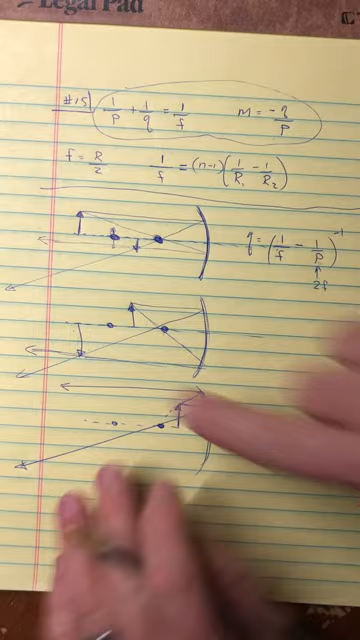 Legal Pad
#15| 1/p + 1/q = 1/f m = -q/p
f = R/2 1/f = (n-1)(1/R₁ - 1/R₂)
q = (1/f - 1/p)⁻¹
↑
2f